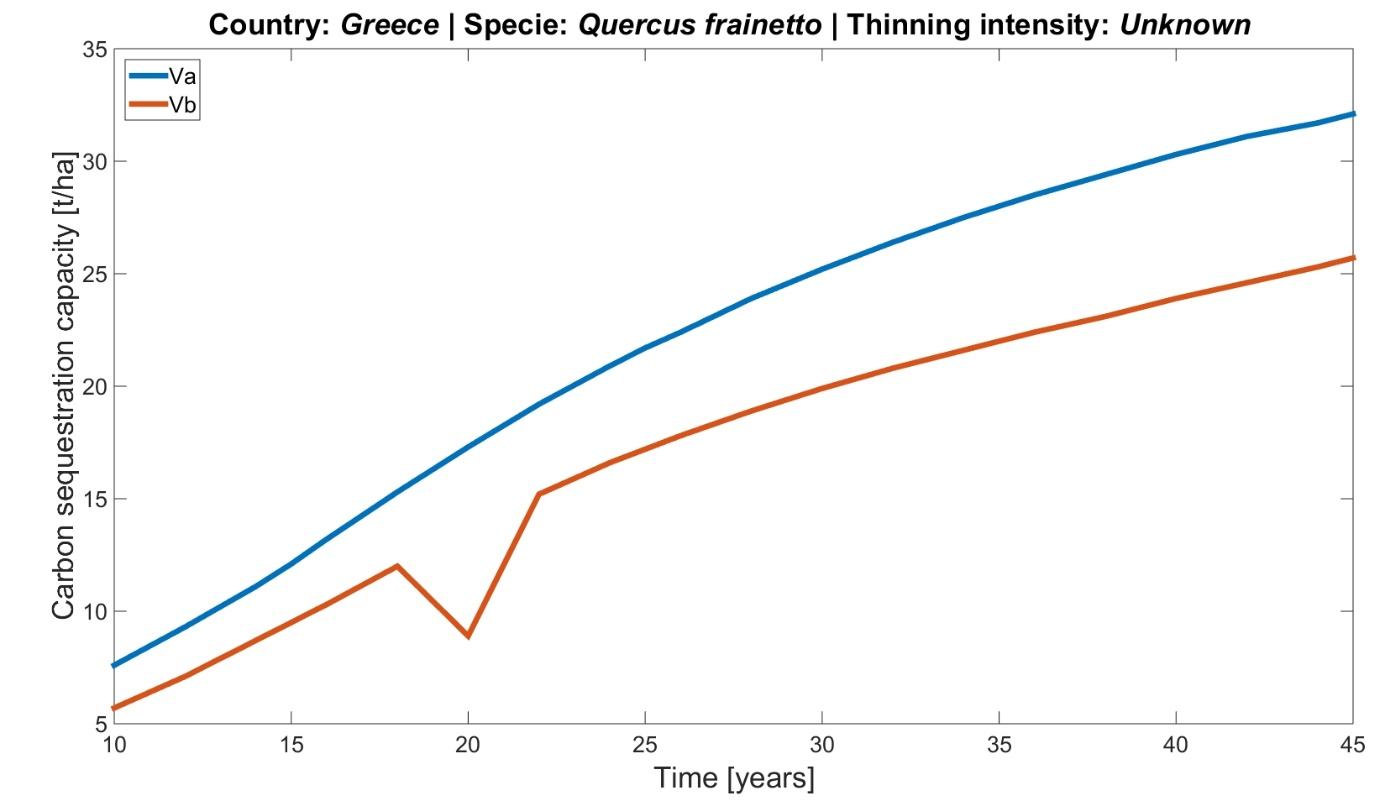 Country: Greece | Specie: Quercus frainetto | Thinning intensity: Unknown
Va
Vb
Carbon sequestration capacity [t/ha]
35
30
25
20
15
10
5
10 15 20 25 30 35 40 45
Time [years]